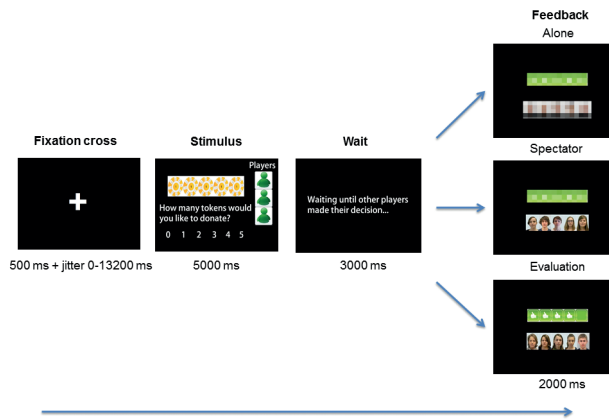 Feedback
Alone
Fixation cross
Stimulus
Wait
Players
How many tokens would
you like to donate?
0 1 2 3 4 5
Waiting until other players
made their decision...
500 ms + jitter 0-13200 ms
5000 ms
3000 ms
Spectator
Evaluation
2000 ms